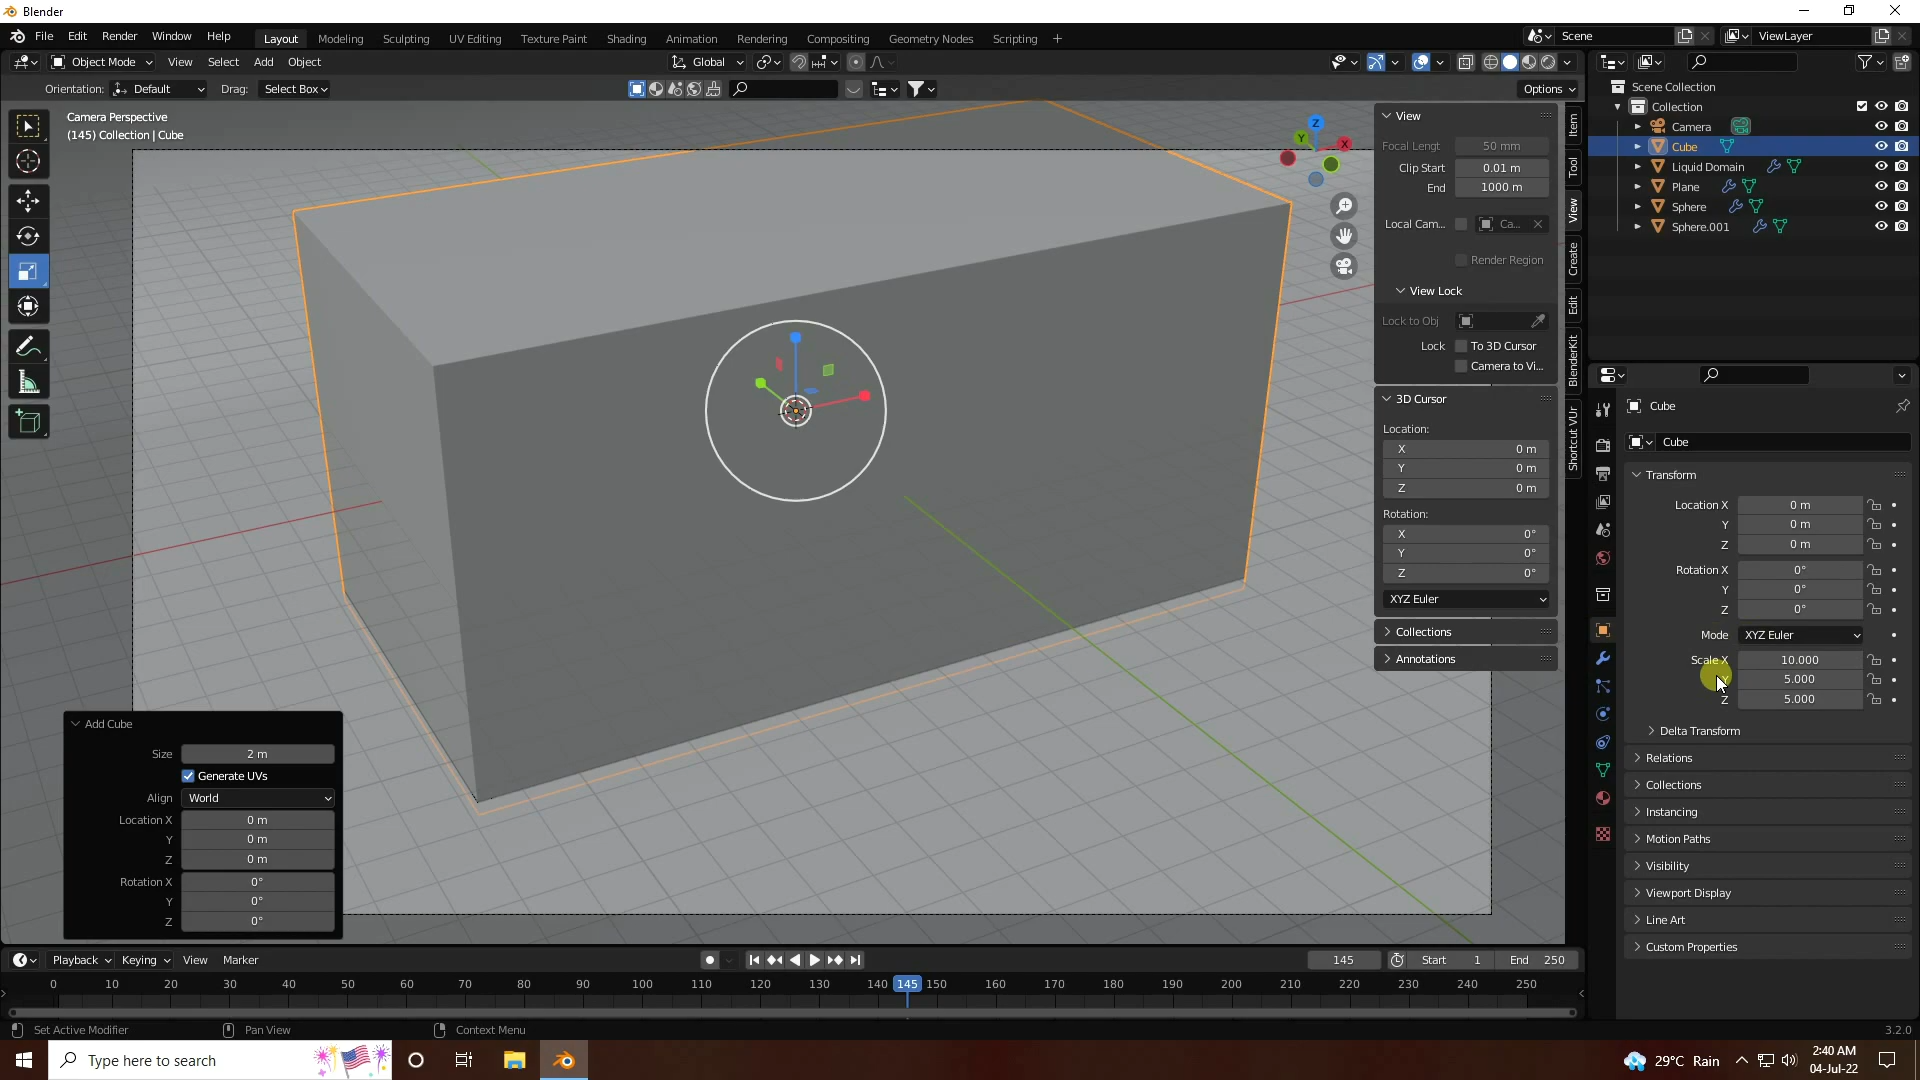 Blender
File Edit Render Window Help Layout Modeling Sculpting UV Editing Texture Paint Shading Animation Rendering Compositing Geometry Nodes Scripting + Scene ViewLayer
Object Mode View Select Add Object Global
Orientation: Default Drag: Select Box Options
Camera Perspective
(145) Collection | Cube
Z
Y
X
View
Focal Lengt 50 mm
Clip Start 0.01 m
End 1000 m
Local Cam... Ca...
Render Region
View Lock
Lock to Obj
Lock To 3D Cursor
Camera to Vi...
3D Cursor
Location:
X 0 m
Y 0 m
Z 0 m
Rotation:
X 0°
Y 0°
Z 0°
XYZ Euler
Collections
Annotations
Item
Tool
View
Create
Edit
BlenderKit
Shortcut VUr
Scene Collection
Collection
Camera
Cube
Liquid Domain
Plane
Sphere
Sphere.001
Cube
Cube
Transform
Location X 0 m
Y 0 m
Z 0 m
Rotation X 0°
Y 0°
Z 0°
Mode XYZ Euler
Scale X 10.000
5.000
Z 5.000
Delta Transform
Relations
Collections
Instancing
Motion Paths
Visibility
Viewport Display
Line Art
Custom Properties
Add Cube
Size 2 m
Generate UVs
Align World
Location X 0 m
Y 0 m
Z 0 m
Rotation X 0°
Y 0°
Z 0°
Playback Keying View Marker 145 Start 1 End 250
0 10 20 30 40 50 60 70 80 90 100 110 120 130 140 145 150 160 170 180 190 200 210 220 230 240 250
Set Active Modifier Pan View Context Menu 3.2.0
Type here to search 29°C Rain 2:40 AM
04-Jul-22